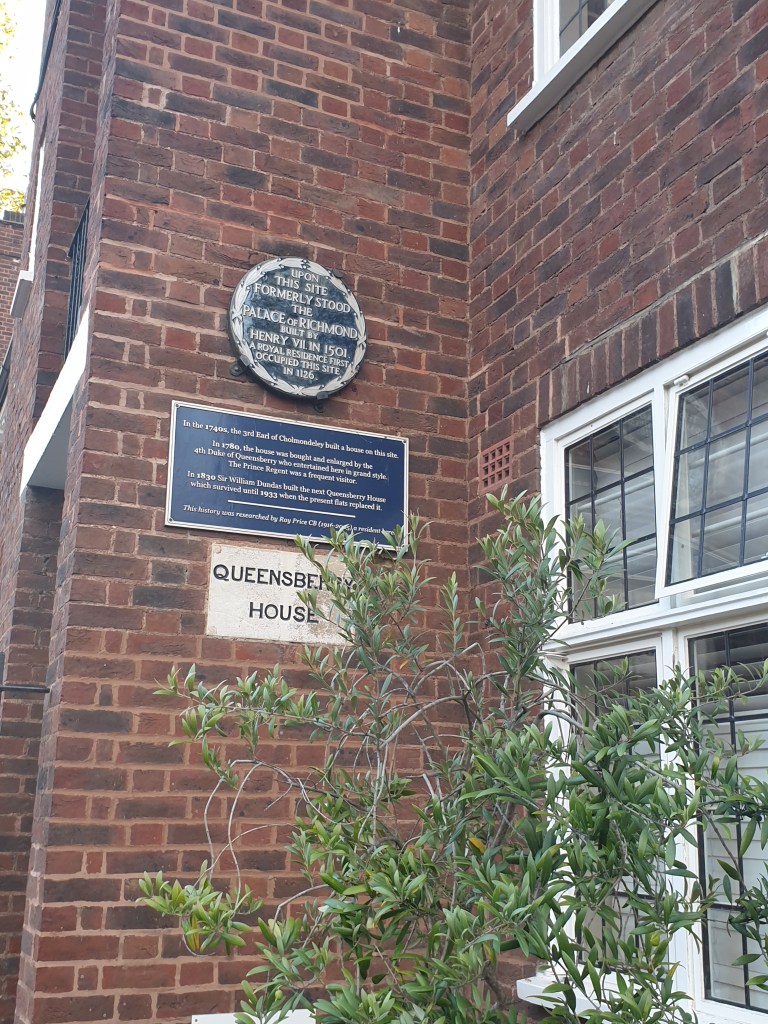 UPON
THIS SITE
FORMERLY STOOD
THE
PALACE OF RICHMOND
BUILT BY
HENRY VII. IN 1501
A ROYAL RESIDENCE FIRST
OCCUPIED THIS SITE
IN 1126.
In the 1740s, the 3rd Earl of Cholmondeley built a house on this site.
In 1780, the house was bought and enlarged by the
4th Duke of Queensberry who entertained here in grand style.
The Prince Regent was a frequent visitor.
In 1830 Sir William Dundas built the next Queensberry House
which survived until 1933 when the present flats replaced it.
This history was researched by Ray Price CB (1916- a resident
QUEENSBERRY
HOUSE